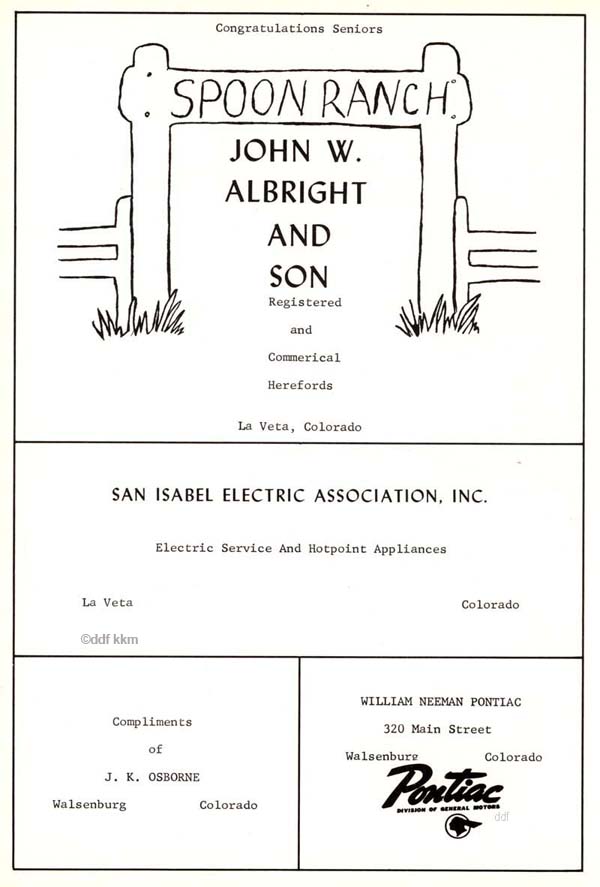 Congratulations Seniors
SPOON RANCH
JOHN W.
ALBRIGHT
AND
SON
Registered
and
Commerical
Herefords
La Veta, Colorado
SAN ISABEL ELECTRIC ASSOCIATION, INC.
Electric Service And Hotpoint Appliances
La Veta Colorado
©ddf kkm
Compliments
of
J. K. OSBORNE
Walsenburg Colorado
WILLIAM NEEMAN PONTIAC
320 Main Street
Walsenburg Colorado
Pontiac
DIVISION OF GENERAL MOTORS
ddf